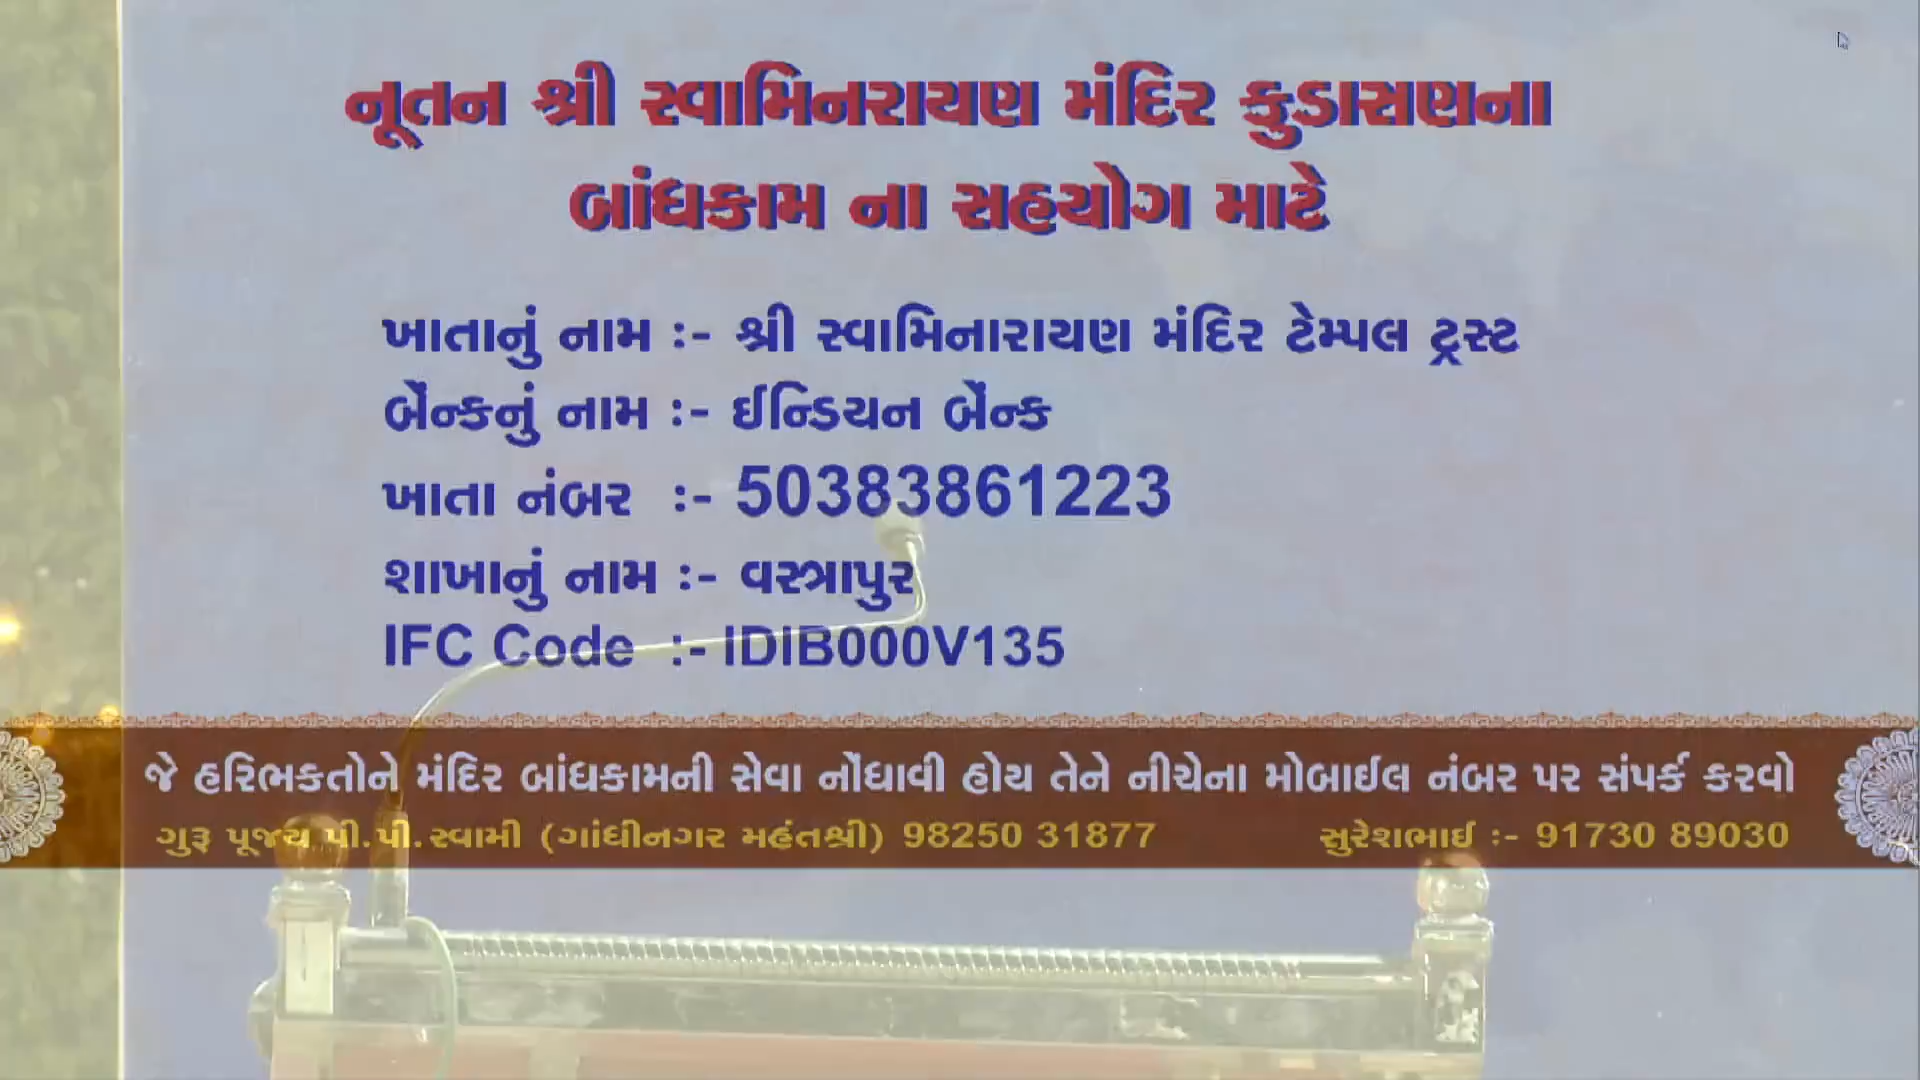 નૂતન શ્રી સ્વામિનરાયણ મંદિર કુડાસણના
બાંધકામ ના સહયોગ માટે
ખાતાનું નામ :- શ્રી સ્વામિનારાયણ મંદિર ટેમ્પલ ટ્રસ્ટ
બેંન્કનું નામ :- ઈન્ડિયન બેંન્ક
ખાતા નંબર :- 50383861223
શાખાનું નામ :- વસ્ત્રાપુર
IFC Code :- IDIB000V135
જે હરિભકતોને મંદિર બાંધકામની સેવા નોંધાવી હોય તેને નીચેના મોબાઈલ નંબર પર સંપર્ક કરવો
ગુરૂ પૂજય પી.પી.સ્વામી (ગાંધીનગર મહંતશ્રી) 98250 31877 સુરેશભાઈ :- 91730 89030